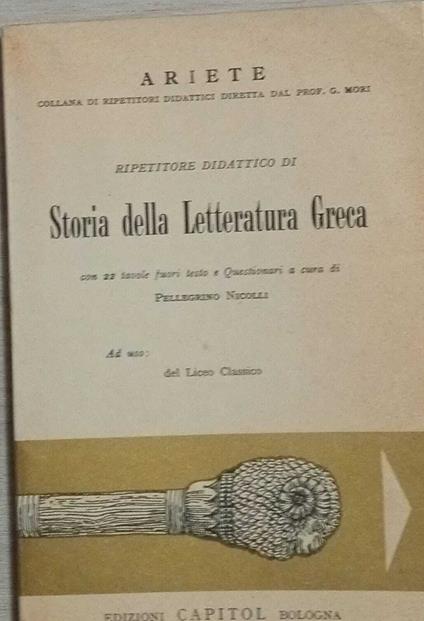 ARIETE
COLLANA DI RIPETITORI DIDATTICI DIRETTA DAL PROF. G. MORI
RIPETITORE DIDATTICO DI
Storia della Letteratura Greca
con 22 tavole fuori testo e Questionari a cura di
PELLEGRINO NICOLLI
Ad uso:
del Liceo Classico
EDIZIONI CAPITOL BOLOGNA